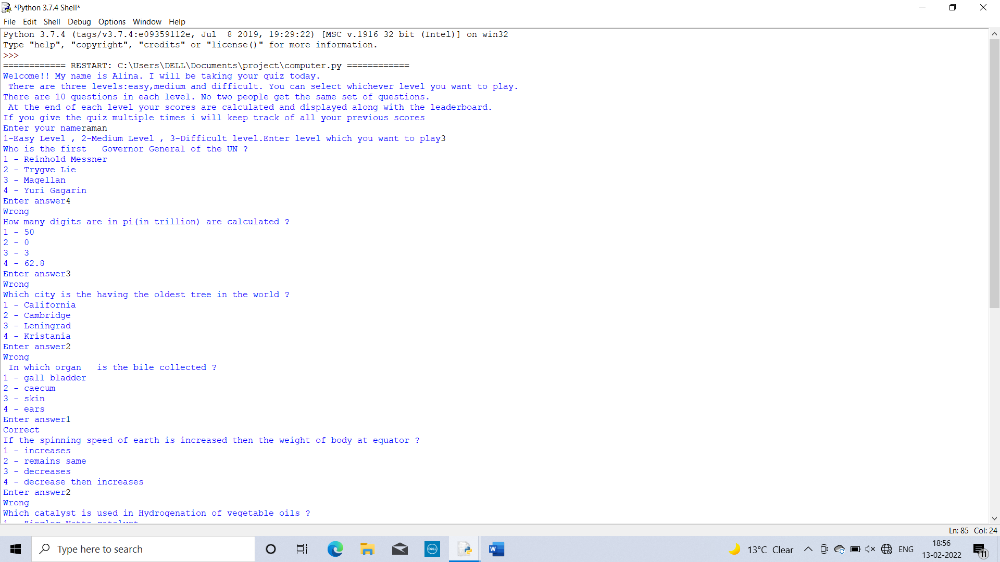 *Python 3.7.4 Shell*
File Edit Shell Debug Options Window Help
Python 3.7.4 (tags/v3.7.4:e09359112e, Jul  8 2019, 19:29:22) [MSC v.1916 32 bit (Intel)] on win32
Type "help", "copyright", "credits" or "license()" for more information.
>>>
============ RESTART: C:\Users\DELL\Documents\project\computer.py ============
Welcome!! My name is Alina. I will be taking your quiz today.
 There are three levels:easy,medium and difficult. You can select whichever level you want to play.
There are 10 questions in each level. No two people get the same set of questions.
 At the end of each level your scores are calculated and displayed along with the leaderboard.
If you give the quiz multiple times i will keep track of all your previous scores
Enter your nameraman
1-Easy Level , 2-Medium Level , 3-Difficult level.Enter level which you want to play3
Who is the first   Governor General of the UN ?
1 - Reinhold Messner
2 - Trygve Lie
3 - Magellan
4 - Yuri Gagarin
Enter answer4
Wrong
How many digits are in pi(in trillion) are calculated ?
1 - 50
2 - 0
3 - 3
4 - 62.8
Enter answer3
Wrong
Which city is the having the oldest tree in the world ?
1 - California
2 - Cambridge
3 - Leningrad
4 - Kristania
Enter answer2
Wrong
 In which organ   is the bile collected ?
1 - gall bladder
2 - caecum
3 - skin
4 - ears
Enter answer1
Correct
If the spinning speed of earth is increased then the weight of body at equator ?
1 - increases
2 - remains same
3 - decreases
4 - decrease then increases
Enter answer2
Wrong
Which catalyst is used in Hydrogenation of vegetable oils ?
1 - Ziegler Natta catalyst
Ln: 85 Col: 24
Type here to search
DELL
W
13°C Clear
ENG
18:56
13-02-2022
11